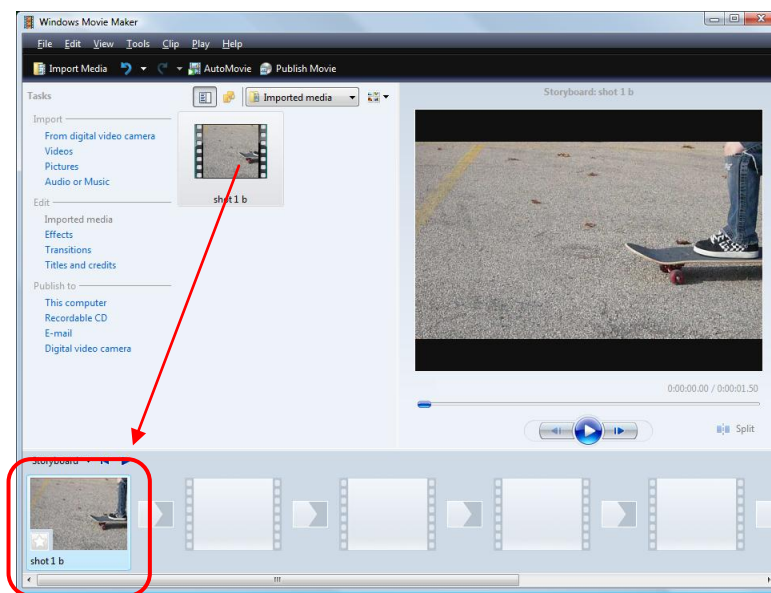 Windows Movie Maker
File Edit View Tools Clip Play Help
Import Media AutoMovie Publish Movie
Tasks
Imported media
Storyboard: shot 1 b
Import
From digital video camera
Videos
Pictures
Audio or Music
shot 1 b
Edit
Imported media
Effects
Transitions
Titles and credits
Publish to
This computer
Recordable CD
E-mail
Digital video camera
0:00:00.00 / 0:00:01.50
Split
Storyboard
shot 1 b